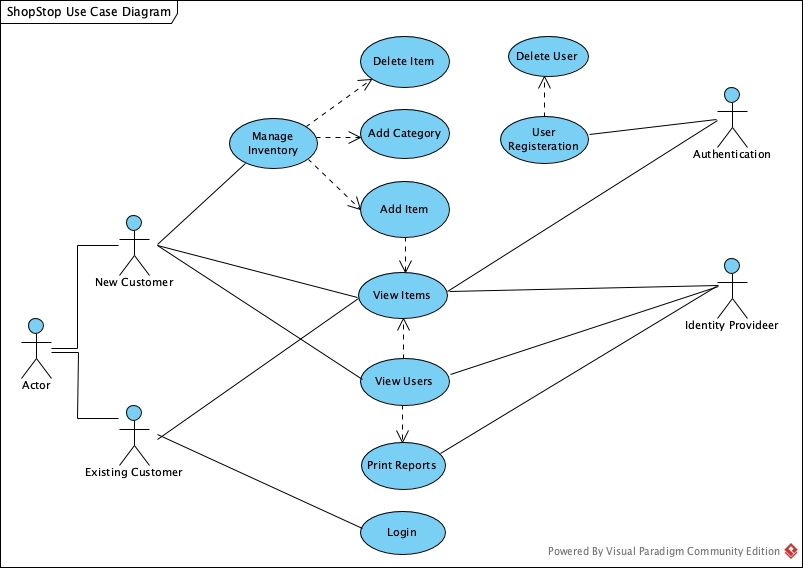 ShopStop Use Case Diagram
Delete Item
Delete User
Manage
Inventory
Add Category
User
Registeration
Authentication
Add Item
New Customer
View Items
Identity Provideer
Actor
View Users
Existing Customer
Print Reports
Login
Powered By Visual Paradigm Community Edition